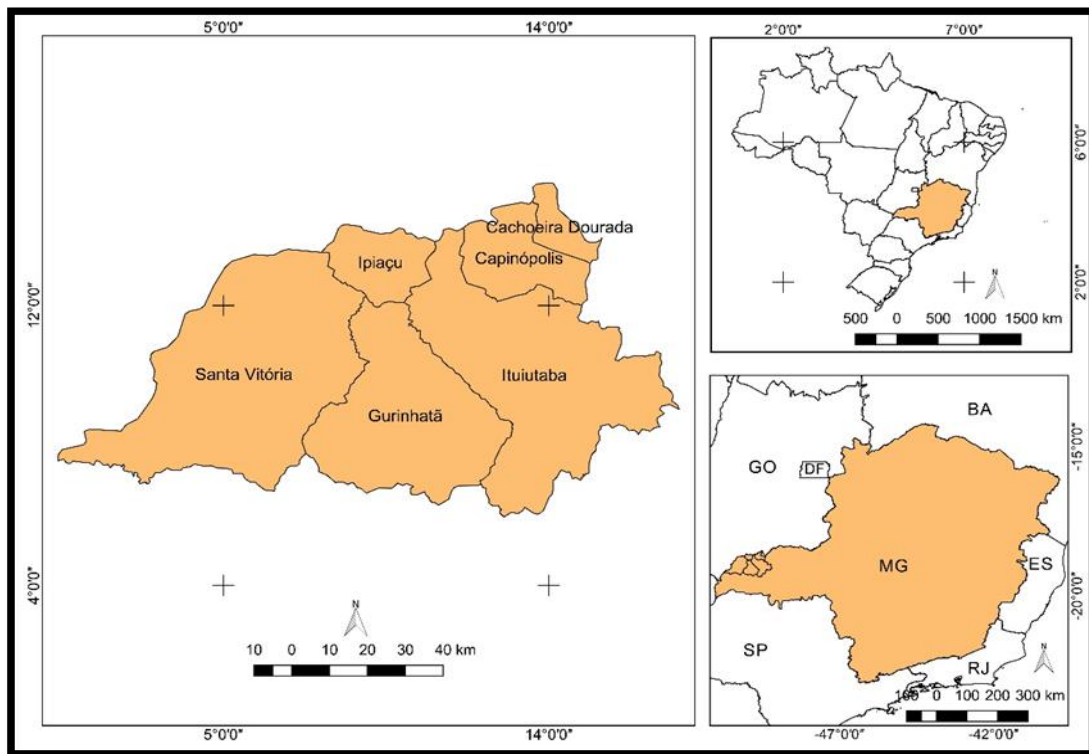 5°0'0"
14°0'0"
12°0'0"
4°0'0"
Cachoeira Dourada
Ipiaçu
Capinópolis
Santa Vitória
Ituiutaba
Gurinhatã
N
10 0 10 20 30 40 km
5°0'0"
14°0'0"
2°0'0"
7°0'0"
6°0'0"
2°0'0"
N
500 0 500 1000 1500 km
BA
GO
DF
MG
ES
SP
RJ
N
-15°0'0"
-20°0'0"
100 0 100 200 300 km
-47°0'0"
-42°0'0"